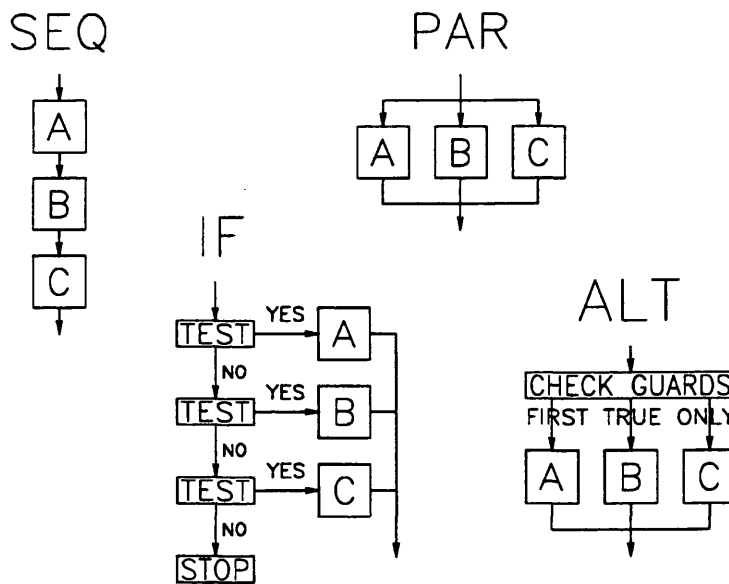 SEQ
A
B
C
PAR
A B C
IF
TEST YES A
NO
TEST YES B
NO
TEST YES C
NO
STOP
ALT
CHECK GUARDS
FIRST TRUE ONLY
A B C